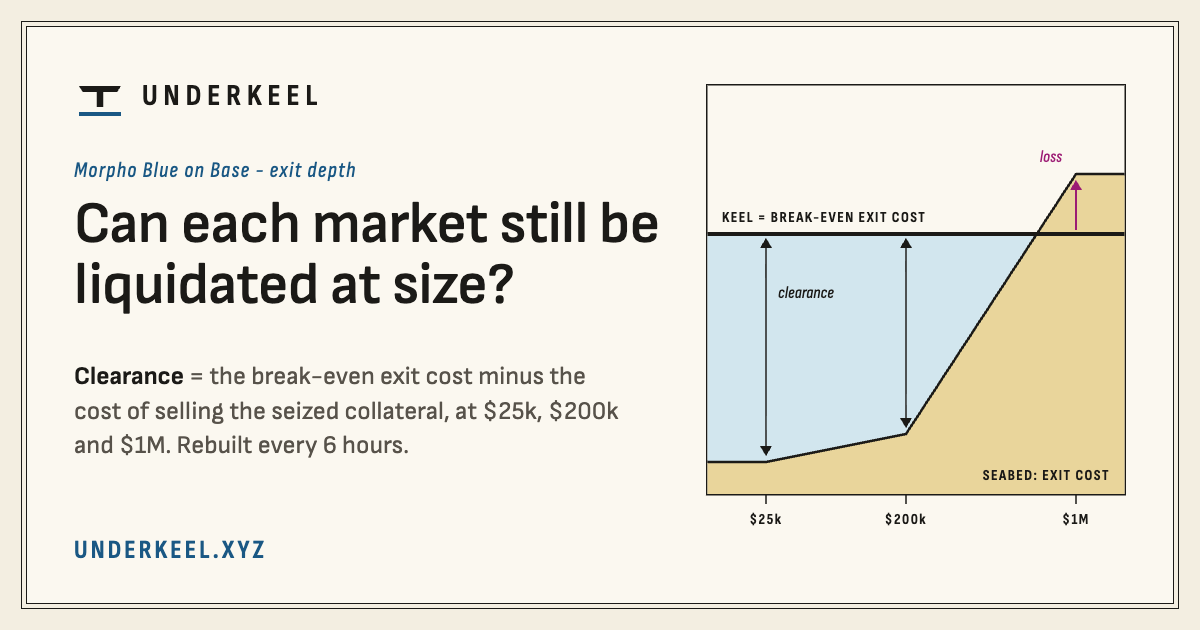 UNDERKEEL
Morpho Blue on Base - exit depth
Can each market still be
liquidated at size?
Clearance = the break-even exit cost minus the
cost of selling the seized collateral, at $25k, $200k
and $1M. Rebuilt every 6 hours.
UNDERKEEL.XYZ
loss
KEEL = BREAK-EVEN EXIT COST
clearance
SEABED: EXIT COST
$25k
$200k
$1M